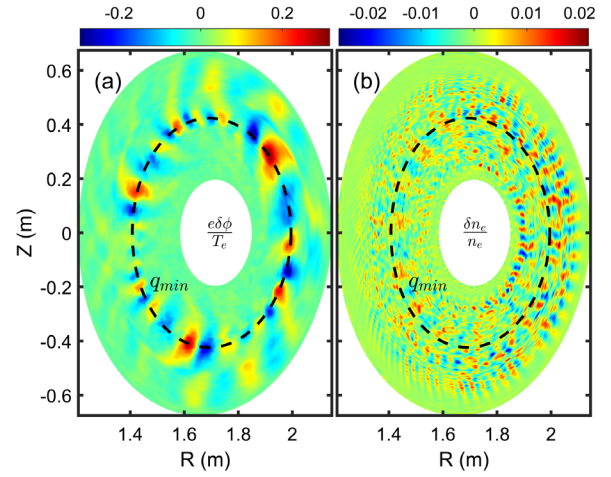 -0.2 0 0.2
-0.02 -0.01 0 0.01 0.02
(a)
(b)
0.6
0.4
0.2
0
-0.2
-0.4
-0.6
Z (m)
eδϕ
T_e
δn_e
n_e
q_min
q_min
1.4 1.6 1.8 2
1.4 1.6 1.8 2
R (m)
R (m)